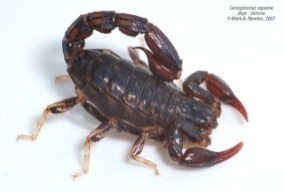 Cercophonius squama
Skye - Victoria
© Mark A. Newton, 2007